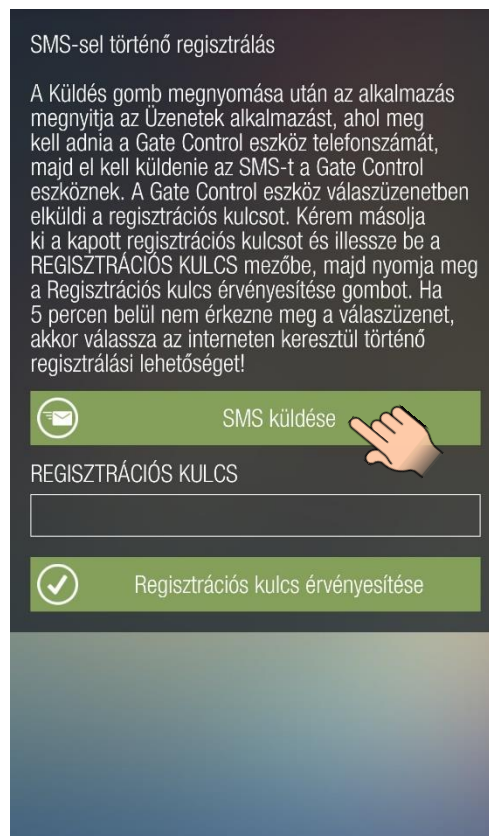 SMS-sel történő regisztrálás
A Küldés gomb megnyomása után az alkalmazás
megnyitja az Üzenetek alkalmazást, ahol meg
kell adnia a Gate Control eszköz telefonszámát,
majd el kell küldenie az SMS-t a Gate Control
eszköznek. A Gate Control eszköz válaszüzenetben
elküldi a regisztrációs kulcsot. Kérem másolja
ki a kapott regisztrációs kulcsot és illessze be a
REGISZTRÁCIÓS KULCS mezőbe, majd nyomja meg
a Regisztrációs kulcs érvényesítése gombot. Ha
5 percen belül nem érkezne meg a válaszüzenet,
akkor válassza az interneten keresztül történő
regisztrálási lehetőséget!
SMS küldése
REGISZTRÁCIÓS KULCS
Regisztrációs kulcs érvényesítése